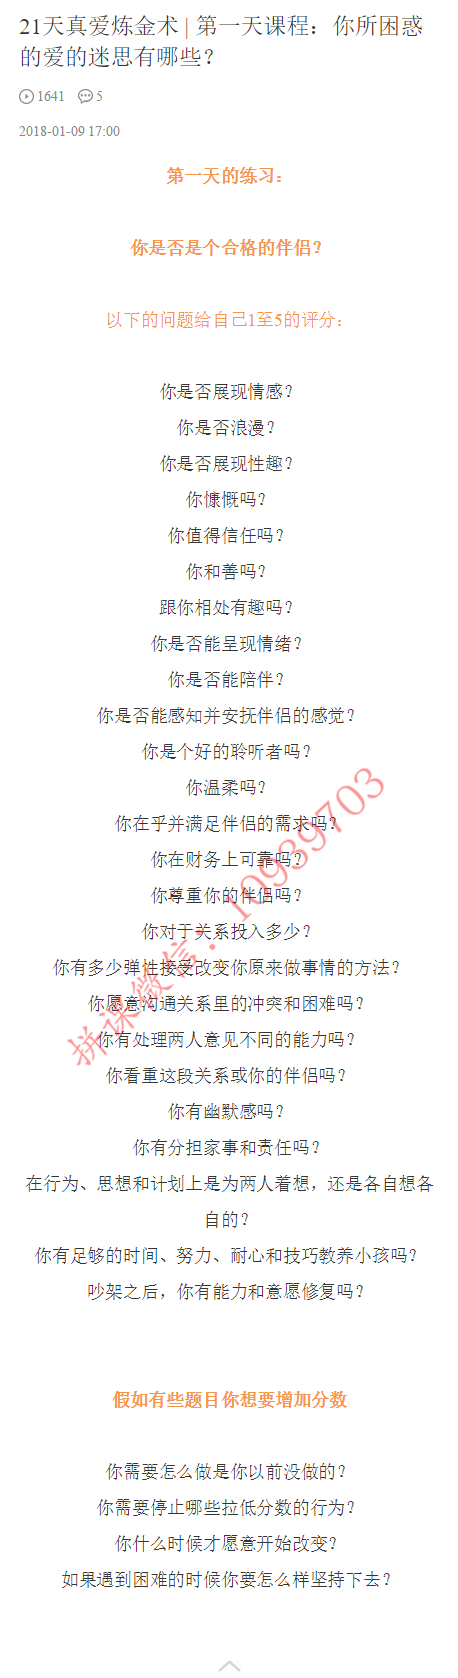 21天真爱炼金术 | 第一天课程：你所困惑
的爱的迷思有哪些？
1641 5
2018-01-09 17:00
第一天的练习：
你是否是个合格的伴侣？
以下的问题给自己1至5的评分：
你是否展现情感？
你是否浪漫？
你是否展现性趣？
你慷慨吗？
你值得信任吗？
你和善吗？
跟你相处有趣吗？
你是否能呈现情绪？
你是否能陪伴？
你是否能感知并安抚伴侣的感觉？
你是个好的聆听者吗？
你温柔吗？
你在乎并满足伴侣的需求吗？
你在财务上可靠吗？
你尊重你的伴侣吗？
你对于关系投入多少？
你有多少弹性接受改变你原来做事情的方法？
你愿意沟通关系里的冲突和困难吗？
你有处理两人意见不同的能力吗？
你看重这段关系或你的伴侣吗？
你有幽默感吗？
你有分担家事和责任吗？
在行为、思想和计划上是为两人着想，还是各自想各
自的？
你有足够的时间、努力、耐心和技巧教养小孩吗？
吵架之后，你有能力和意愿修复吗？
假如有些题目你想要增加分数
你需要怎么做是你以前没做的？
你需要停止哪些拉低分数的行为？
你什么时候才愿意开始改变？
如果遇到困难的时候你要怎么样坚持下去？
拼课微信：10939703